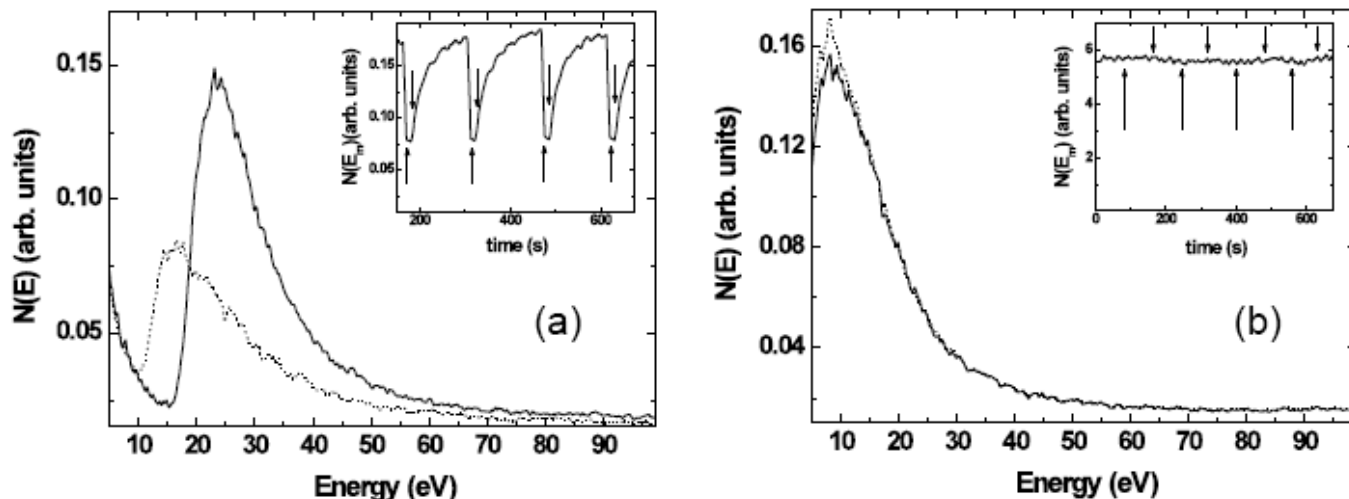 N(E) (arb. units)
0.15
0.10
0.05
10 20 30 40 50 60 70 80 90
Energy (eV)
(a)
N(E_m)(arb. units)
0.15
0.10
0.05
200 400 600
time (s)
N(E) (arb. units)
0.16
0.12
0.08
0.04
10 20 30 40 50 60 70 80 90
Energy (eV)
(b)
N(E_m) (arb. units)
6
4
2
0 200 400 600
time (s)